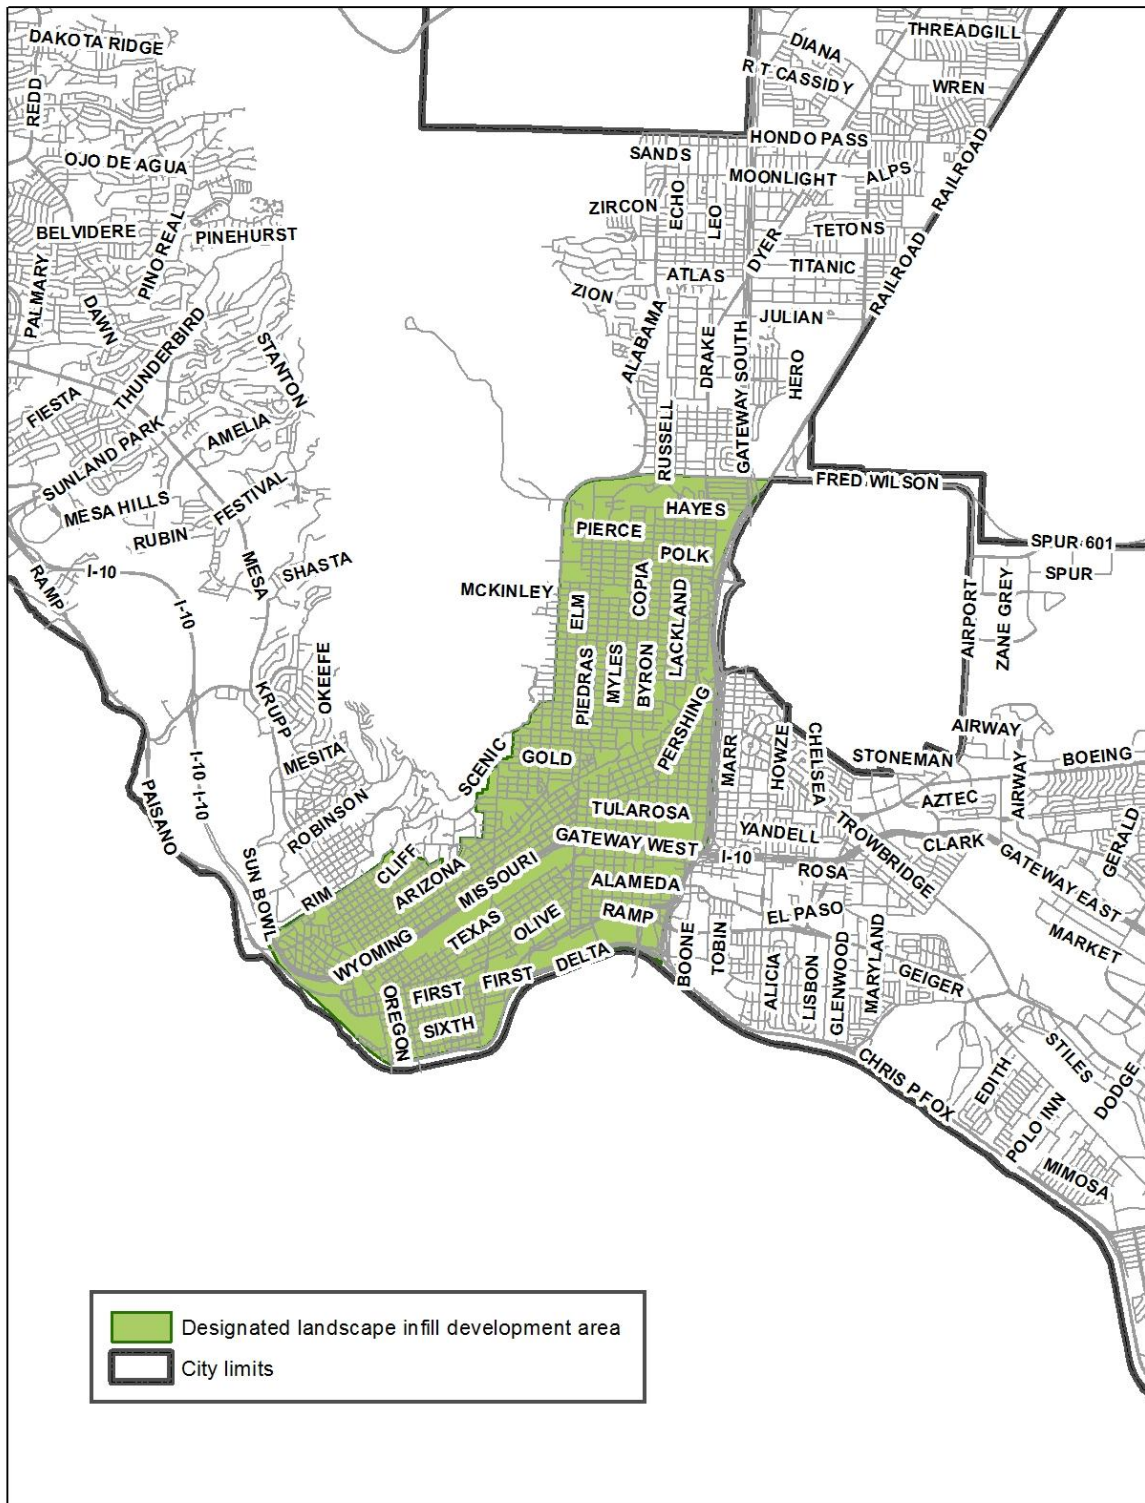 DAKOTA RIDGE
THREADGILL
DIANA
R T CASSIDY
WREN
REDD
HONDO PASS
SANDS
OJO DE AGUA
MOONLIGHT
ALPS
RAILROAD
ECHO
LEO
ZIRCON
BELVIDERE
PINO REAL
PINEHURST
TETONS
DYER
TITANIC
RAILROAD
ATLAS
ZION
PALMARY
DAWN
JULIAN
THUNDERBIRD
STANTON
ALABAMA
DRAKE
GATEWAY SOUTH
HERO
FIESTA
AMELIA
SUNLAND PARK
RUSSELL
FRED WILSON
MESA HILLS
FESTIVAL
HAYES
PIERCE
RUBIN
SPUR 601
POLK
SHASTA
MESA
I-10
SPUR
RAMP
MCKINLEY
ELM
COPIA
LACKLAND
AIRPORT
ZANE GREY
I-10
OKEEFE
PIEDRAS
MYLES
BYRON
KRUPP
PERSHING
AIRWAY
MESITA
SCENIC
GOLD
MARR
HOWZE
CHELSEA
STONEMAN
BOEING
I-10
I-10
PAISANO
AZTEC
AIRWAY
TULAROSA
ROBINSON
YANDELL
TROWBRIDGE
CLARK
GERALD
GATEWAY WEST
I-10
CLIFF
ARIZONA
MISSOURI
ROSA
GATEWAY EAST
SUN BOWL
RIM
ALAMEDA
EL PASO
RAMP
TEXAS
OLIVE
WYOMING
BOONE
TOBIN
MARKET
DELTA
ALICIA
LISBON
GLENWOOD
MARYLAND
GEIGER
FIRST
FIRST
OREGON
SIXTH
STILES
EDITH
CHRIS P FOX
DODGE
POLO INN
MIMOSA
Designated landscape infill development area
City limits